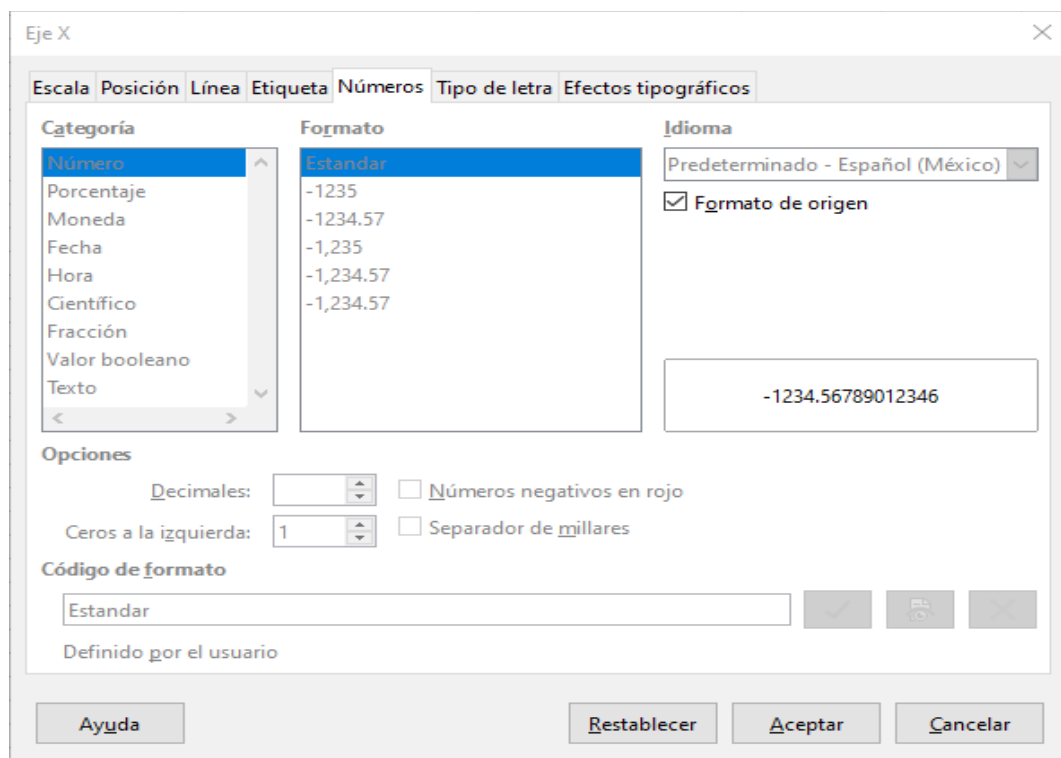 Eje X
Escala Posición Línea Etiqueta Números Tipo de letra Efectos tipográficos
Categoría
Número
Porcentaje
Moneda
Fecha
Hora
Científico
Fracción
Valor booleano
Texto
Formato
Estandar
-1235
-1234.57
-1,235
-1,234.57
-1,234.57
Idioma
Predeterminado - Español (México)
Formato de origen
-1234.56789012346
Opciones
Decimales:
Números negativos en rojo
Ceros a la izquierda: 1
Separador de millares
Código de formato
Estandar
Definido por el usuario
Ayuda Restablecer Aceptar Cancelar